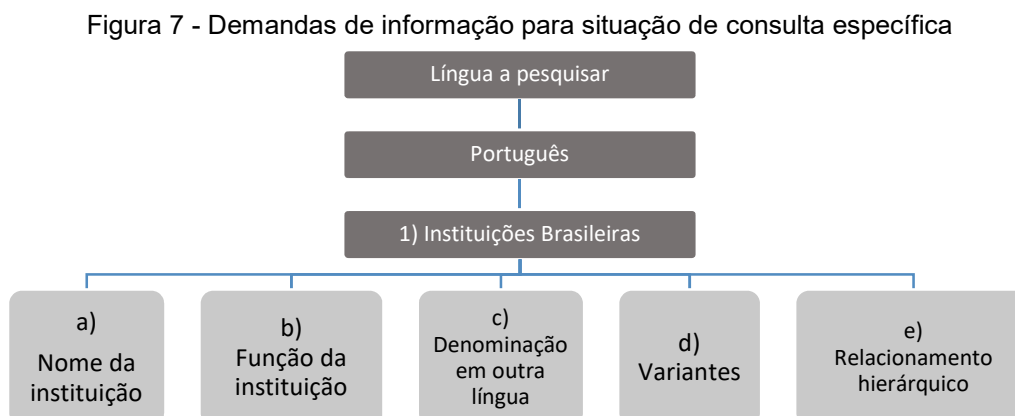 Figura 7 - Demandas de informação para situação de consulta específica
Língua a pesquisar
Português
1) Instituições Brasileiras
a)
Nome da
instituição
b)
Função da
instituição
c)
Denominação
em outra
língua
d)
Variantes
e)
Relacionamento
hierárquico